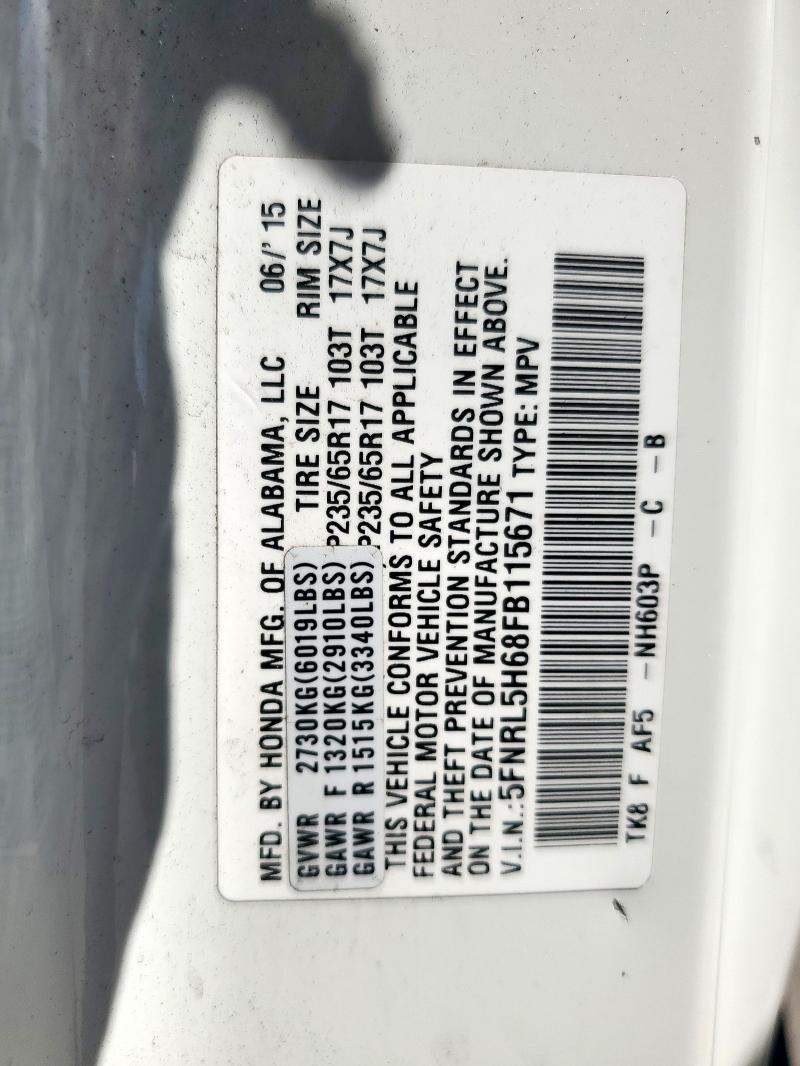 MFD. BY HONDA MFG. OF ALABAMA, LLC 06/' 15
GVWR 2730KG(6019LBS) TIRE SIZE RIM SIZE
GAWR F 1320KG(2910LBS) P235/65R17 103T 17X7J
GAWR R 1515KG(3340LBS) P235/65R17 103T 17X7J
THIS VEHICLE CONFORMS TO ALL APPLICABLE
FEDERAL MOTOR VEHICLE SAFETY
AND THEFT PREVENTION STANDARDS IN EFFECT
ON THE DATE OF MANUFACTURE SHOWN ABOVE.
V.I.N.:5FNRL5H68FB115671 TYPE: MPV
TK8 F AF5 -NH603P -C -B